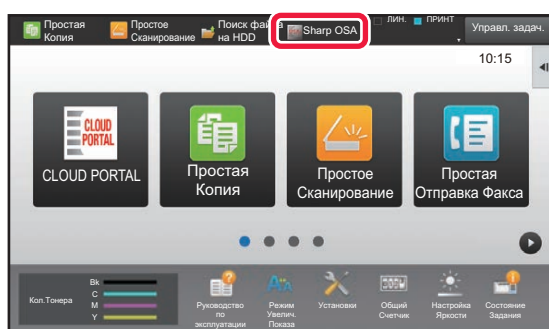 Простая
Копия
Простое
Сканирование
Поиск файла
на HDD
Sharp OSA
ЛИН.
ПРИНТ
Управл. задач.
10:15
CLOUD
PORTAL
CLOUD PORTAL
Простая
Копия
Простое
Сканирование
Простая
Отправка Факса
Кол.Тонера
Bk
C
M
Y
Руководство
по
эксплуатации
Режим
Увелич.
Показа
Установки
Общий
Счетчик
Настройка
Яркости
Состояние
Задания